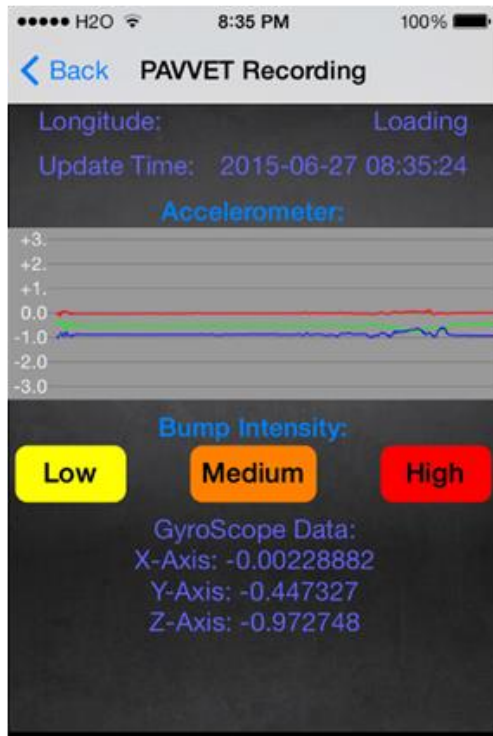 ●●●●● H2O 8:35 PM 100%
Back PAVVET Recording
Longitude: Loading
Update Time: 2015-06-27 08:35:24
Accelerometer:
+3.
+2.
+1.
0.0
-1.0
-2.0
-3.0
Bump Intensity:
Low Medium High
GyroScope Data:
X-Axis: -0.00228882
Y-Axis: -0.447327
Z-Axis: -0.972748